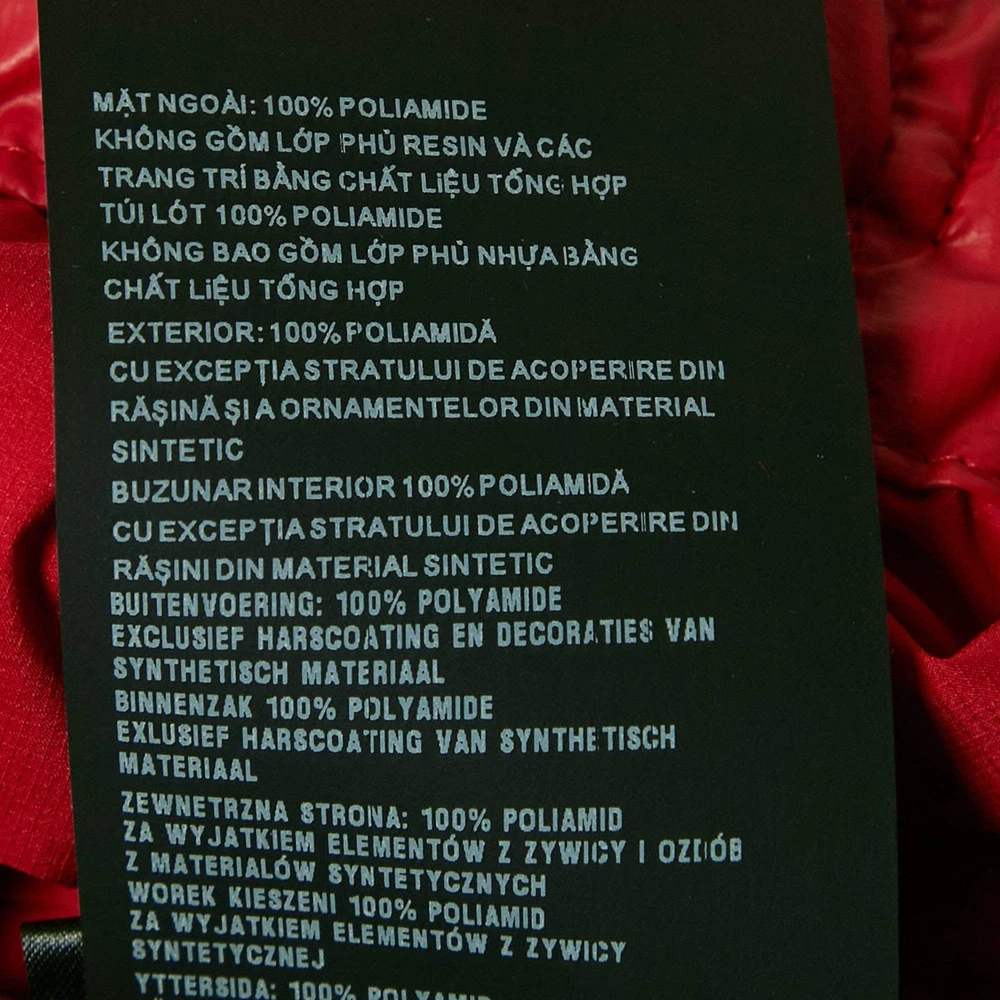 MẶT NGOÀI: 100% POLIAMIDE
KHÔNG GỒM LỚP PHỦ RESIN VÀ CÁC
TRANG TRÍ BẰNG CHẤT LIỆU TỔNG HỢP
TÚI LÓT 100% POLIAMIDE
KHÔNG BAO GỒM LỚP PHỦ NHỰA BẰNG
CHẤT LIỆU TỔNG HỢP
EXTERIOR: 100% POLIAMIDĂ
CU EXCEPȚIA STRATULUI DE ACOPERIRE DIN
RĂȘINĂ ȘI A ORNAMENTELOR DIN MATERIAL
SINTETIC
BUZUNAR INTERIOR 100% POLIAMIDĂ
CU EXCEPȚIA STRATULUI DE ACOPERIRE DIN
RĂȘINI DIN MATERIAL SINTETIC
BUITENVOERING: 100% POLYAMIDE
EXCLUSIEF HARSCOATING EN DECORATIES VAN
SYNTHETISCH MATERIAAL
BINNENZAK 100% POLYAMIDE
EXLUSIEF HARSCOATING VAN SYNTHETISCH
MATERIAAL
ZEWNETRZNA STRONA: 100% POLIAMID
ZA WYJATKIEM ELEMENTÓW Z ZYWICY I OZDÓB
Z MATERIALÓW SYNTETYCZNYCH
WOREK KIESZENI 100% POLIAMID
ZA WYJATKIEM ELEMENTÓW Z ZYWICY
SYNTETYCZNEJ
YTTERSIDA: 100% POLYAMID